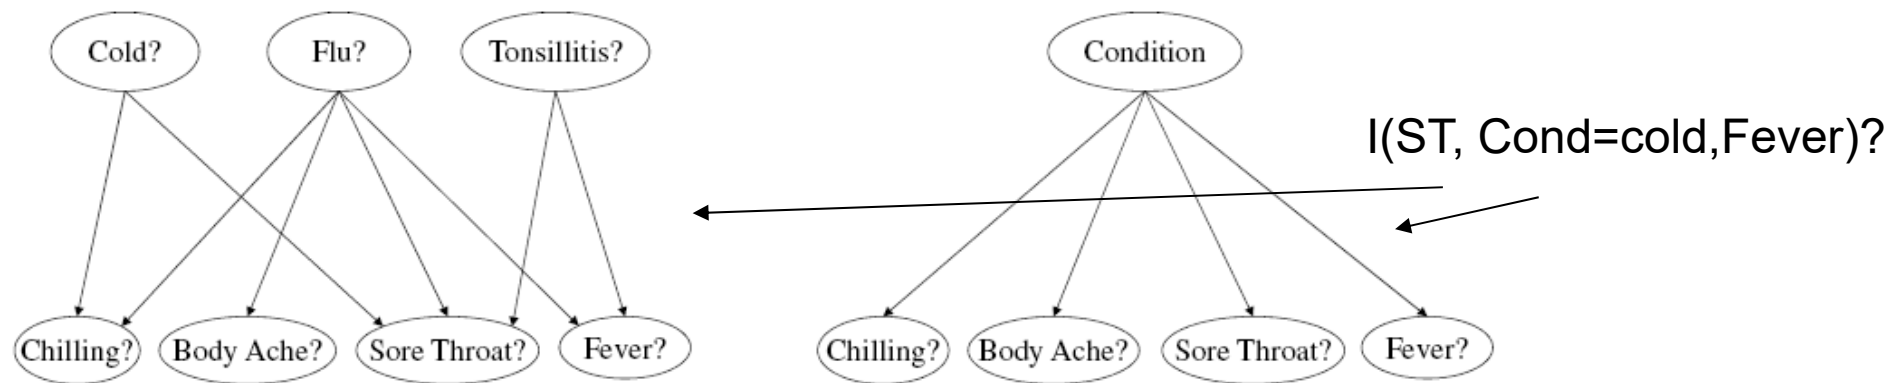 Cold?
Flu?
Tonsillitis?
Condition
I(ST, Cond=cold,Fever)?
Chilling?
Body Ache?
Sore Throat?
Fever?
Chilling?
Body Ache?
Sore Throat?
Fever?